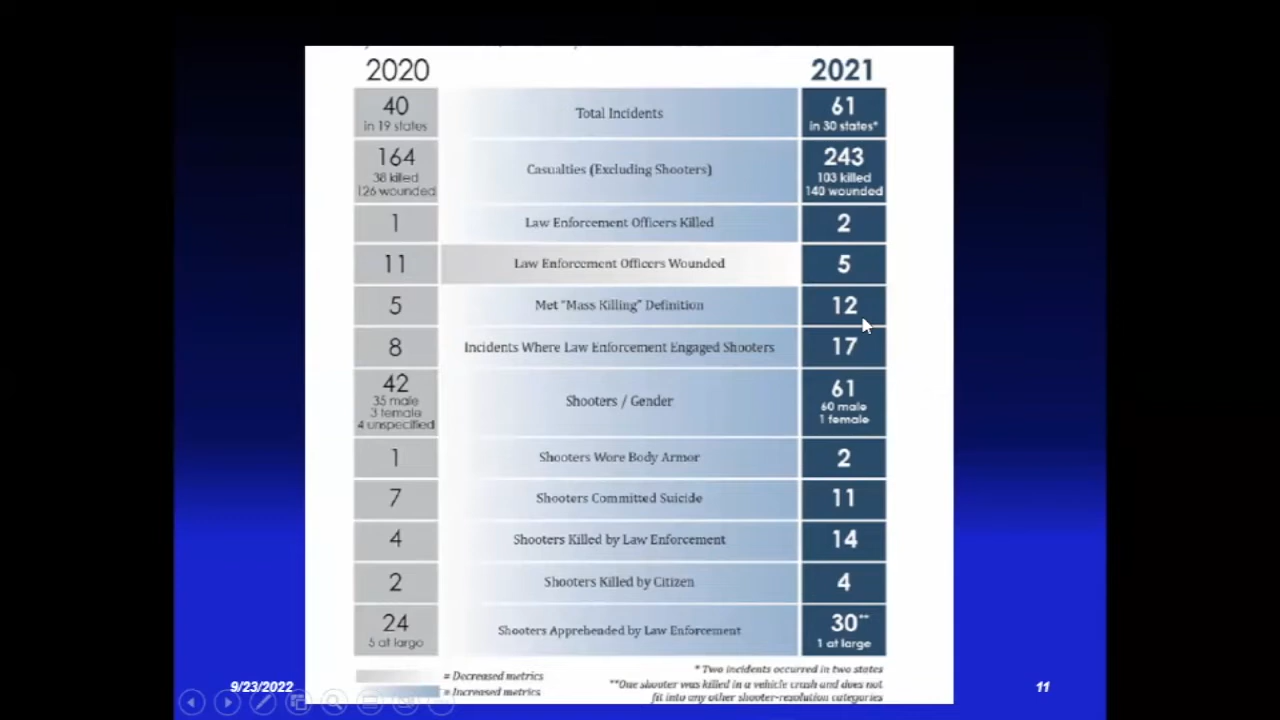 2020
2021
40
in 19 states
Total Incidents
61
in 30 states*
164
38 killed
126 wounded
Casualties (Excluding Shooters)
243
103 killed
140 wounded
1
Law Enforcement Officers Killed
2
11
Law Enforcement Officers Wounded
5
5
Met "Mass Killing" Definition
12
8
Incidents Where Law Enforcement Engaged Shooters
17
42
35 male
3 female
4 unspecified
Shooters / Gender
61
60 male
1 female
1
Shooters Wore Body Armor
2
7
Shooters Committed Suicide
11
4
Shooters Killed by Law Enforcement
14
2
Shooters Killed by Citizen
4
24
5 at large
Shooters Apprehended by Law Enforcement
30**
1 at large
= Decreased metrics
= Increased metrics
* Two incidents occurred in two states
**One shooter was killed in a vehicle crash and does not
fit into any other shooter-resolution categories
9/23/2022
11